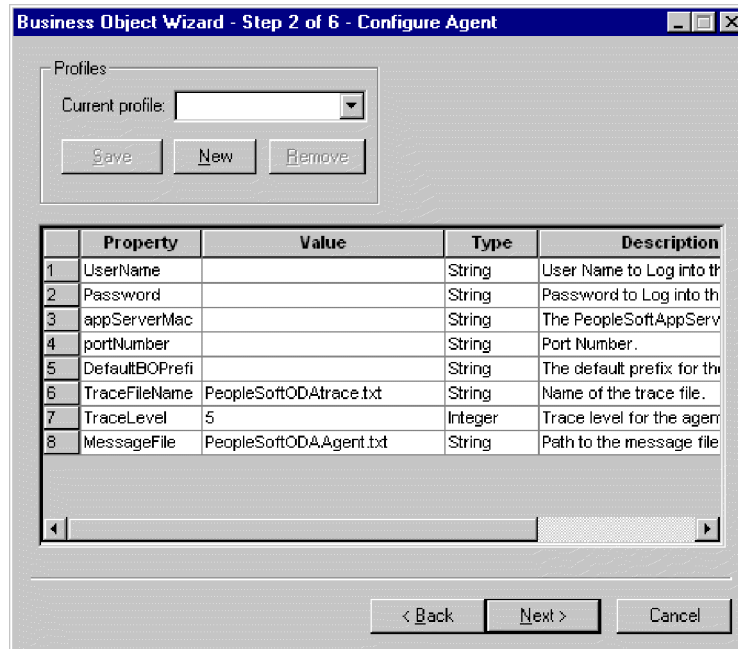 Business Object Wizard - Step 2 of 6 - Configure Agent
Profiles
Current profile:
Save New Remove
Property Value Type Description
1 UserName String User Name to Log into th
2 Password String Password to Log into th
3 appServerMac String The PeopleSoftAppServ
4 portNumber String Port Number.
5 DefaultBOPrefi String The default prefix for the
6 TraceFileName PeopleSoftODAtrace.txt String Name of the trace file.
7 TraceLevel 5 Integer Trace level for the agen
8 MessageFile PeopleSoftODAAgent.txt String Path to the message file
< Back Next > Cancel